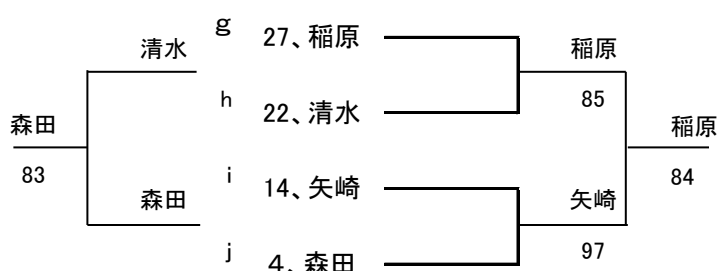 g 27、稲原
清水 稲原
h 22、清水 85
森田 稲原
83 84
i 14、矢崎
森田 矢崎
j 4、森田 97